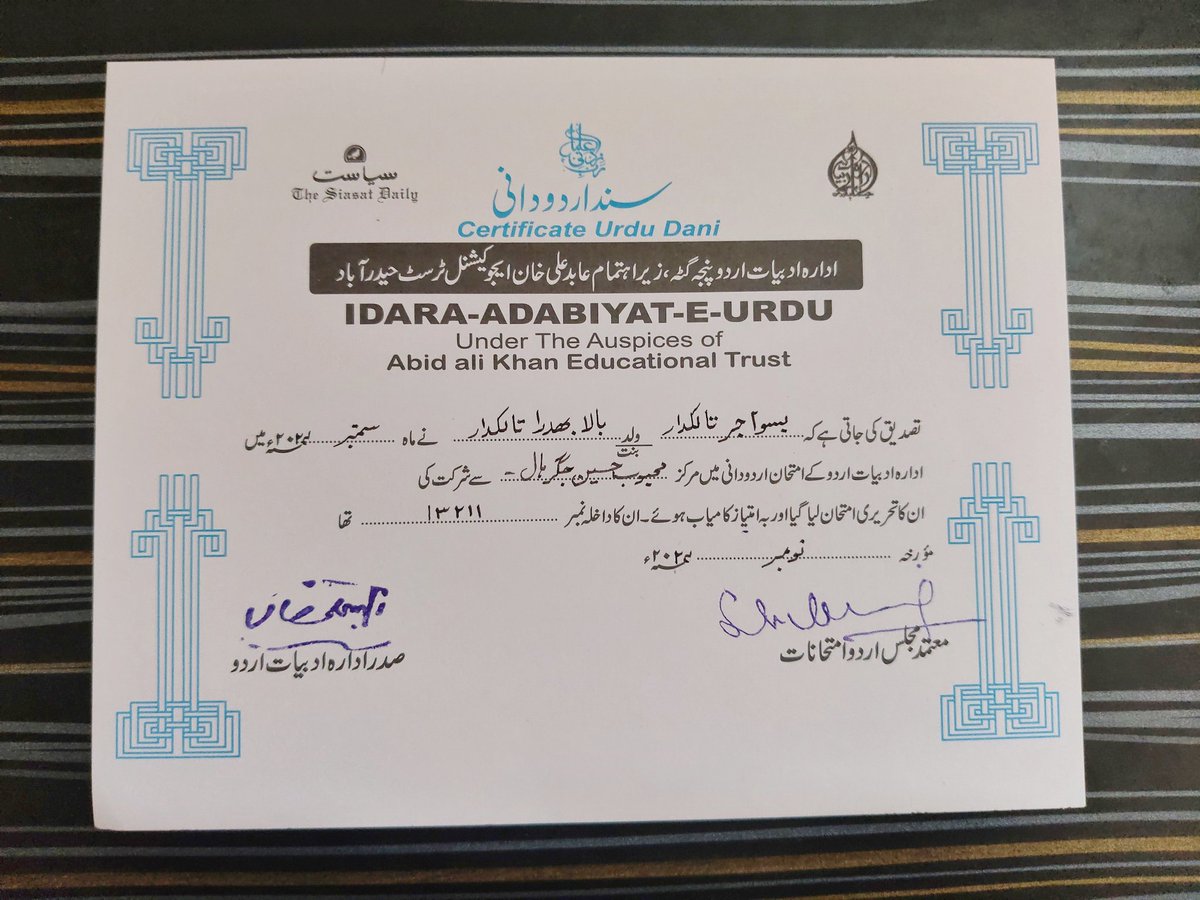 سیاست
The Siasat Daily
سند اردو دانی
Certificate Urdu Dani
ادارہ ادبیات اردو پنجہ گٹہ، زیر اہتمام عابد علی خان ایجوکیشنل ٹرسٹ حیدرآباد
IDARA-ADABIYAT-E-URDU
Under The Auspices of
Abid ali Khan Educational Trust
تصدیق کی جاتی ہے کہ یسواجر تالکدار ولد بنت بالا بھدرا تالکدار نے ماہ ستمبر ۲۰۲۰ء میں
ادارہ ادبیات اردو کے امتحان اردو دانی میں مرکز محبوب حسین جگر ہال سے شرکت کی
ان کا تحریری امتحان لیا گیا اور بہ امتیاز کامیاب ہوئے۔ ان کا داخلہ نمبر ۱۳۲۱۱ تھا
مؤرخہ نومبر ۲۰۲۰ء
معتمد مجلس اردو امتحانات
صدر ادارہ ادبیات اردو